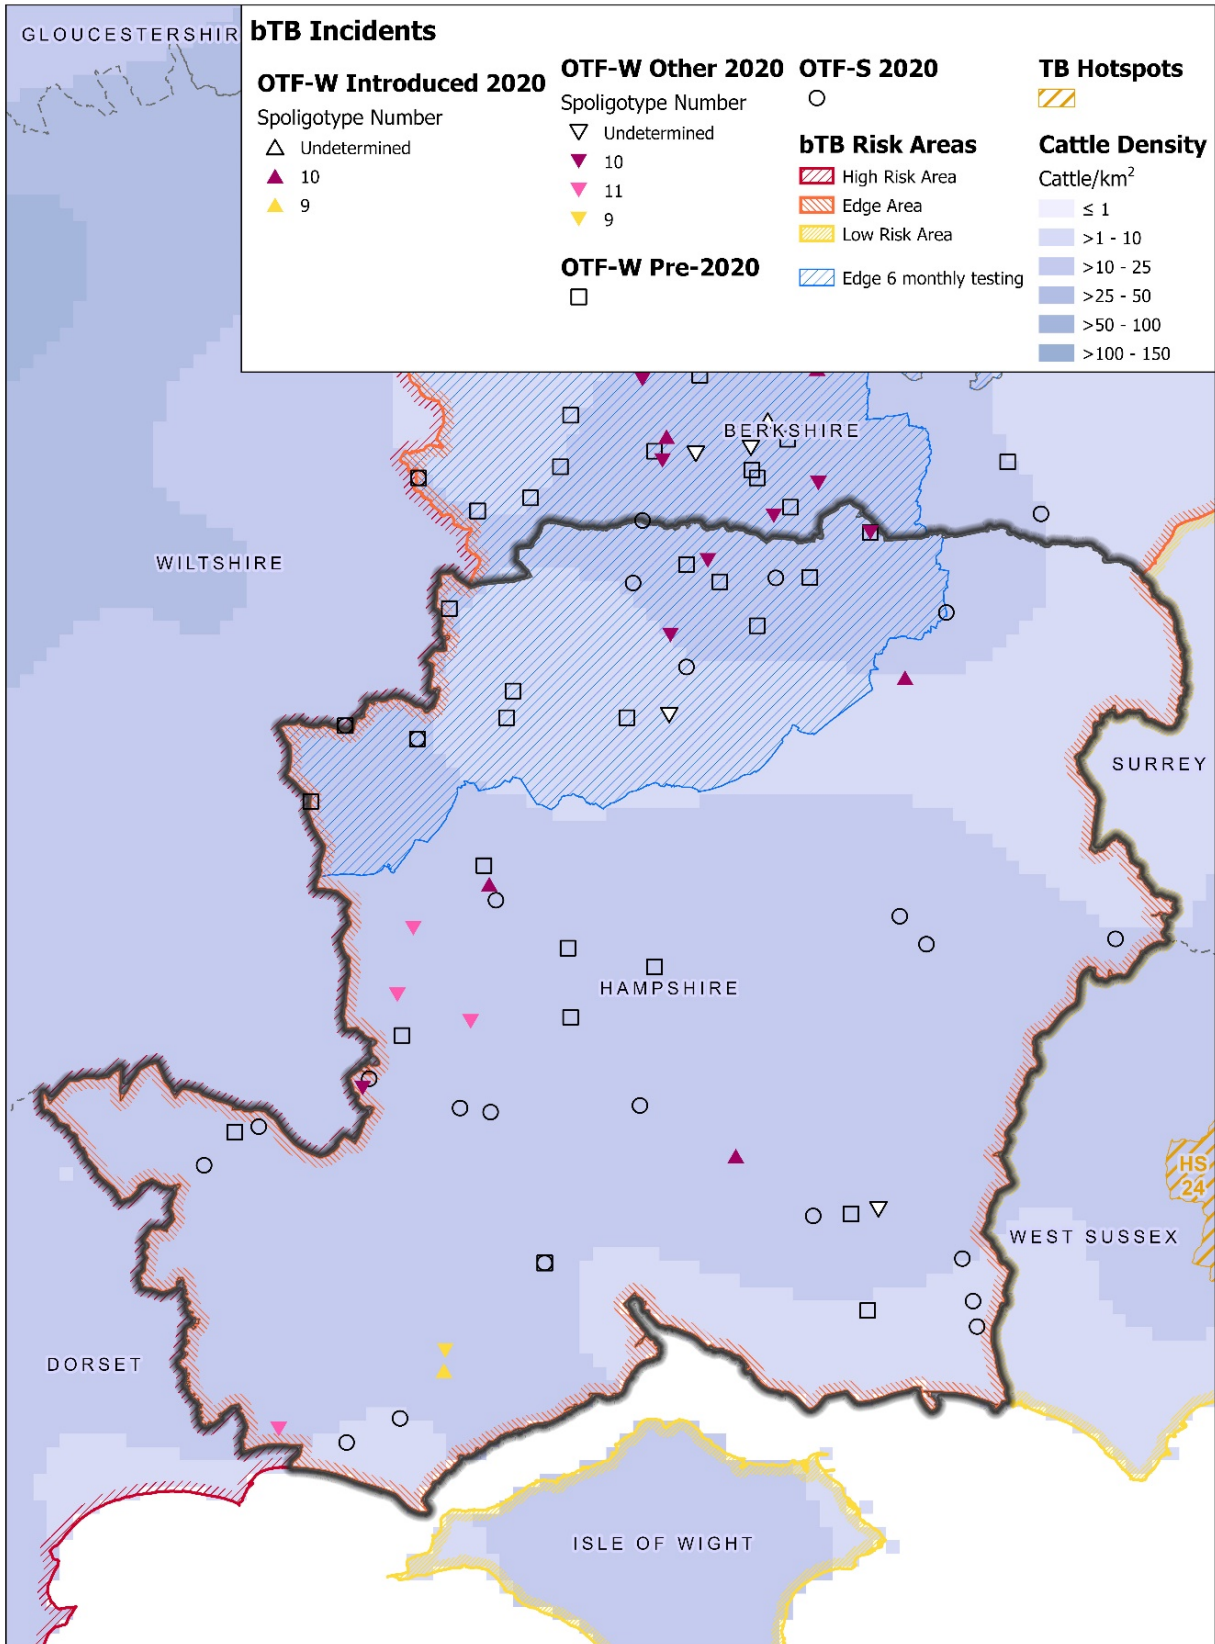 GLOUCESTERSHIR
bTB Incidents
OTF-W Introduced 2020
Spoligotype Number
Undetermined
10
9
OTF-W Other 2020
Spoligotype Number
Undetermined
10
11
9
OTF-W Pre-2020
OTF-S 2020
bTB Risk Areas
High Risk Area
Edge Area
Low Risk Area
Edge 6 monthly testing
TB Hotspots
Cattle Density
Cattle/km²
≤ 1
>1 - 10
>10 - 25
>25 - 50
>50 - 100
>100 - 150
BERKSHIRE
WILTSHIRE
SURREY
HAMPSHIRE
HS
24
WEST SUSSEX
DORSET
ISLE OF WIGHT